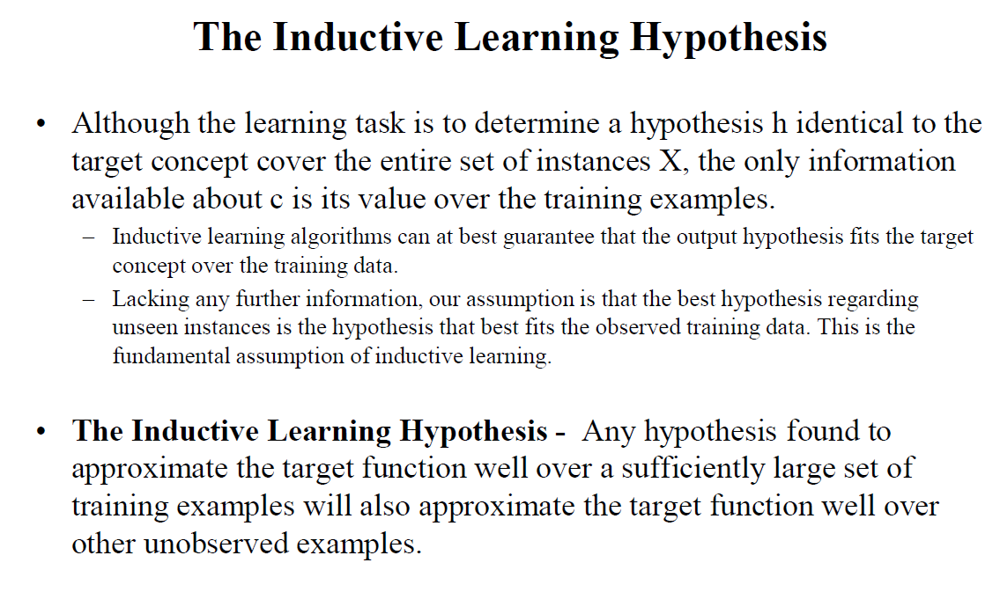 The Inductive Learning Hypothesis
• Although the learning task is to determine a hypothesis h identical to the
target concept cover the entire set of instances X, the only information
available about c is its value over the training examples.
– Inductive learning algorithms can at best guarantee that the output hypothesis fits the target
concept over the training data.
– Lacking any further information, our assumption is that the best hypothesis regarding
unseen instances is the hypothesis that best fits the observed training data. This is the
fundamental assumption of inductive learning.
• The Inductive Learning Hypothesis - Any hypothesis found to
approximate the target function well over a sufficiently large set of
training examples will also approximate the target function well over
other unobserved examples.